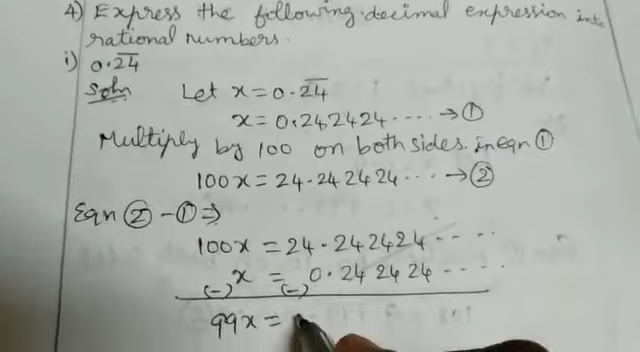 4) Express the following decimal expression into
rational numbers.
i) 0.2̅4̅
Soln Let x = 0.2̅4̅
x = 0.242424..... → ①
Multiply by 100 on both sides in eqn ①
100x = 24.242424... → ②
Eqn ② - ① ⇒
100x = 24.242424.....
(-) x = (-) 0.242424.....
99x =